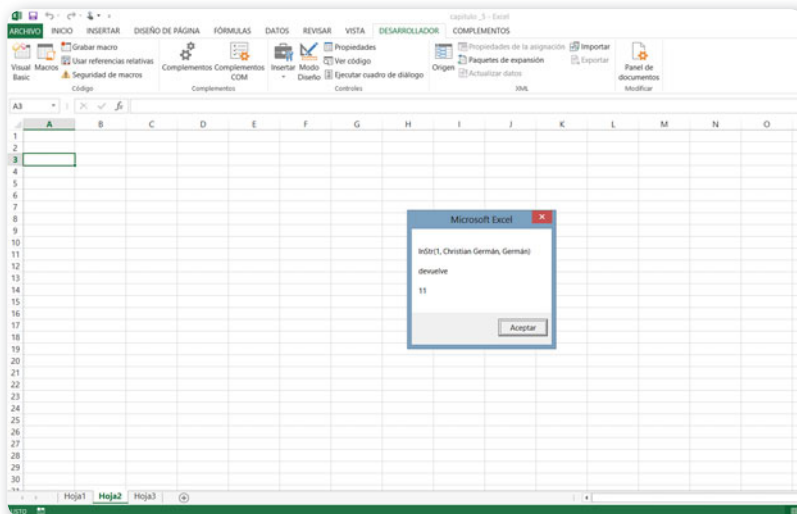 capitulo_5 - Excel
ARCHIVO INICIO INSERTAR DISEÑO DE PÁGINA FÓRMULAS DATOS REVISAR VISTA DESARROLLADOR COMPLEMENTOS
Visual Basic
Macros
Grabar macro
Usar referencias relativas
Seguridad de macros
Código
Complementos
Complementos COM
Complementos
Insertar
Modo Diseño
Propiedades
Ver código
Ejecutar cuadro de diálogo
Controles
Origen
Propiedades de la asignación
Paquetes de expansión
Actualizar datos
Importar
Exportar
XML
Panel de documentos
Modificar
A3 fx
A B C D E F G H I J K L M N O
1
2
3
4
5
6
7
8
9
10
11
12
13
14
15
16
17
18
19
20
21
22
23
24
25
26
27
28
29
30
31
Microsoft Excel
InStr(1, Christian Germán, Germán)
devuelve
11
Aceptar
Hoja1 Hoja2 Hoja3
LISTO